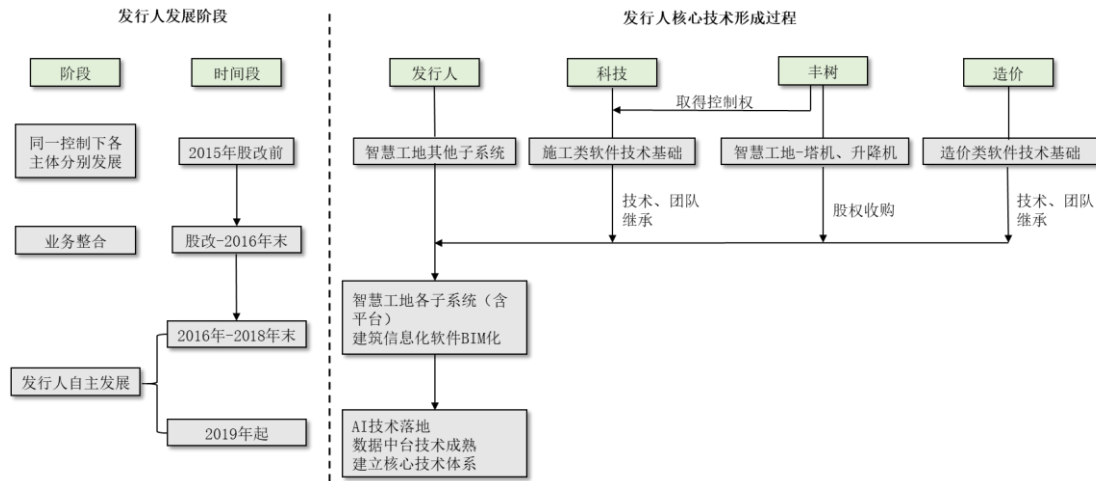 发行人发展阶段
发行人核心技术形成过程
阶段
时间段
发行人
科技
丰树
造价
取得控制权
同一控制下各
主体分别发展
2015年股改前
智慧工地其他子系统
施工类软件技术基础
智慧工地-塔机、升降机
造价类软件技术基础
技术、团队
继承
股权收购
技术、团队
继承
业务整合
股改-2016年末
智慧工地各子系统（含
平台）
建筑信息化软件BIM化
2016年-2018年末
发行人自主发展
2019年起
AI技术落地
数据中台技术成熟
建立核心技术体系